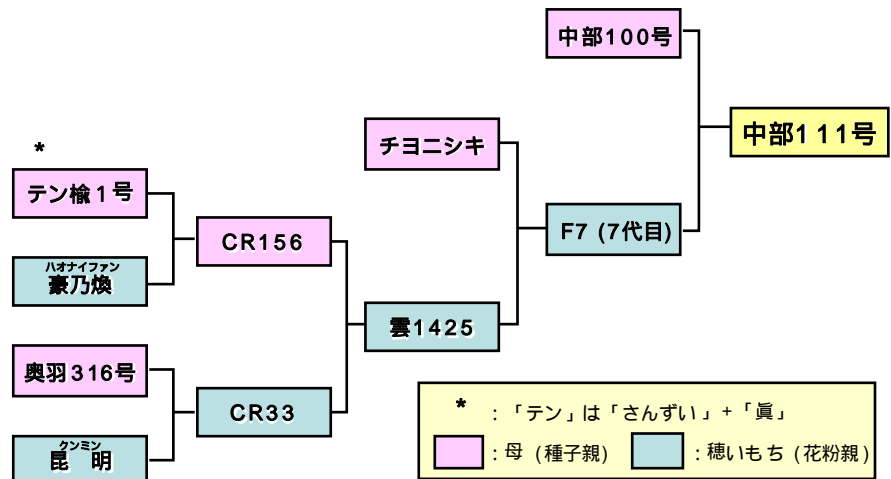 中部100号
チヨニシキ
中部111号
*
テン楡1号
CR156
F7 (7代目)
ハオナイファン
豪乃煥
雲1425
奥羽316号
CR33
クンミン
昆 明
* :「テン」は「さんずい」+「眞」
:母 (種子親) :穂いもち (花粉親)